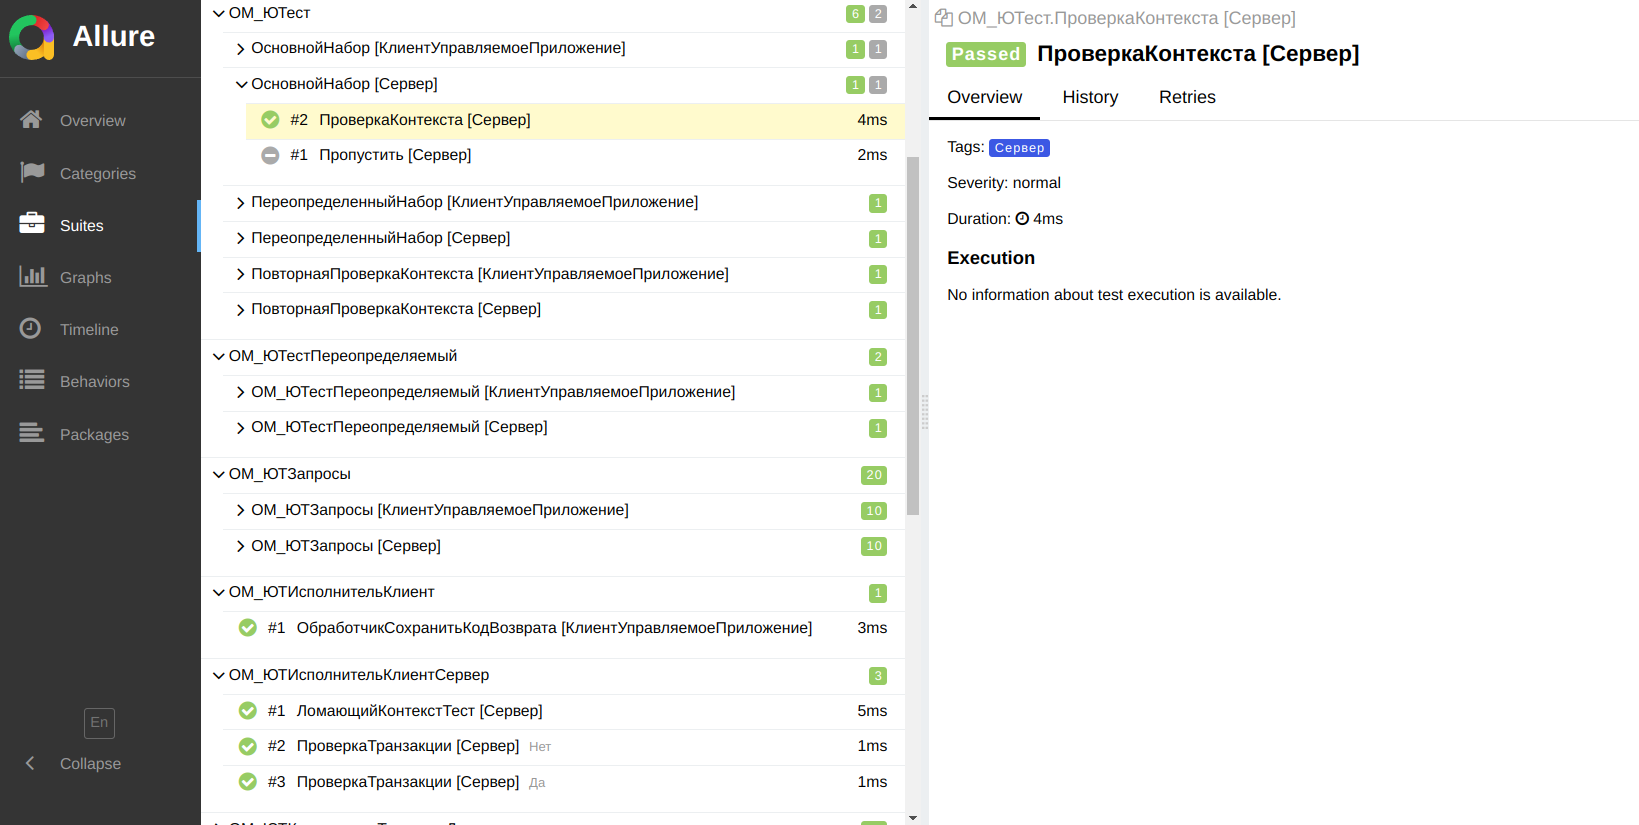 Allure
Overview
Categories
Suites
Graphs
Timeline
Behaviors
Packages
En
Collapse
ОМ_ЮТест 6 2
ОсновнойНабор [КлиентУправляемоеПриложение] 1 1
ОсновнойНабор [Сервер] 1 1
#2 ПроверкаКонтекста [Сервер] 4ms
#1 Пропустить [Сервер] 2ms
ПереопределенныйНабор [КлиентУправляемоеПриложение] 1
ПереопределенныйНабор [Сервер] 1
ПовторнаяПроверкаКонтекста [КлиентУправляемоеПриложение] 1
ПовторнаяПроверкаКонтекста [Сервер] 1
ОМ_ЮТестПереопределяемый 2
ОМ_ЮТестПереопределяемый [КлиентУправляемоеПриложение] 1
ОМ_ЮТестПереопределяемый [Сервер] 1
ОМ_ЮТЗапросы 20
ОМ_ЮТЗапросы [КлиентУправляемоеПриложение] 10
ОМ_ЮТЗапросы [Сервер] 10
ОМ_ЮТИсполнительКлиент 1
#1 ОбработчикСохранитьКодВозврата [КлиентУправляемоеПриложение] 3ms
ОМ_ЮТИсполнительКлиентСервер 3
#1 ЛомающийКонтекстТест [Сервер] 5ms
#2 ПроверкаТранзакции [Сервер] Нет 1ms
#3 ПроверкаТранзакции [Сервер] Да 1ms
ОМ_ЮТест.ПроверкаКонтекста [Сервер]
Passed ПроверкаКонтекста [Сервер]
Overview History Retries
Tags: Сервер
Severity: normal
Duration: 4ms
Execution
No information about test execution is available.